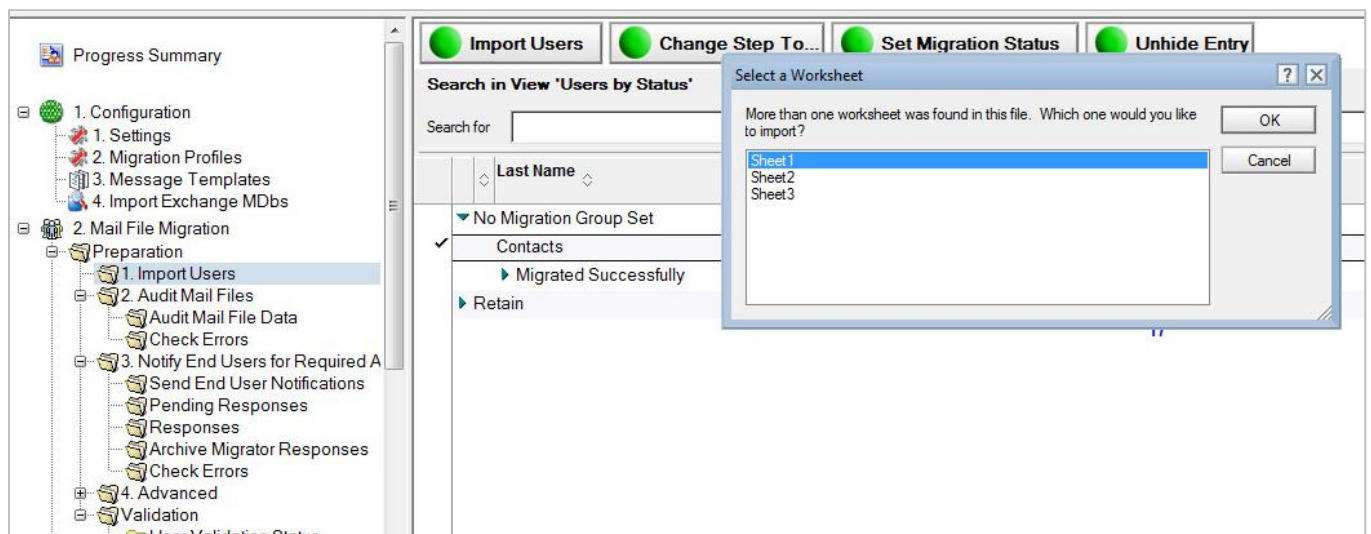 Progress Summary
1. Configuration
1. Settings
2. Migration Profiles
3. Message Templates
4. Import Exchange MDbs
2. Mail File Migration
Preparation
1. Import Users
2. Audit Mail Files
Audit Mail File Data
Check Errors
3. Notify End Users for Required A
Send End User Notifications
Pending Responses
Responses
Archive Migrator Responses
Check Errors
4. Advanced
Validation
User Validation Status
Import Users
Change Step To...
Set Migration Status
Unhide Entry
Search in View 'Users by Status'
Search for
Last Name
No Migration Group Set
Contacts
Migrated Successfully
Retain
17
Select a Worksheet
More than one worksheet was found in this file. Which one would you like
to import?
Sheet1
Sheet2
Sheet3
OK
Cancel